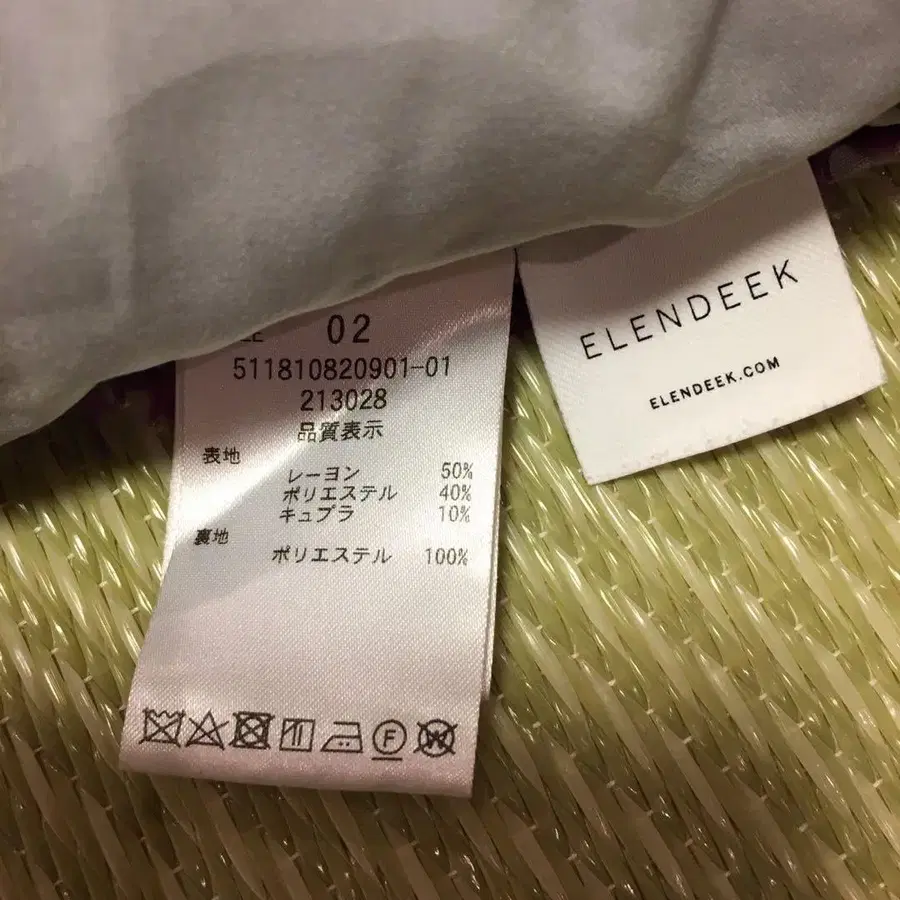 02
511810820901-01
213028
品質表示
表地
レーヨン 50%
ポリエステル 40%
キュプラ 10%
裏地
ポリエステル 100%
F
W
ELENDEEK
ELENDEEK.COM